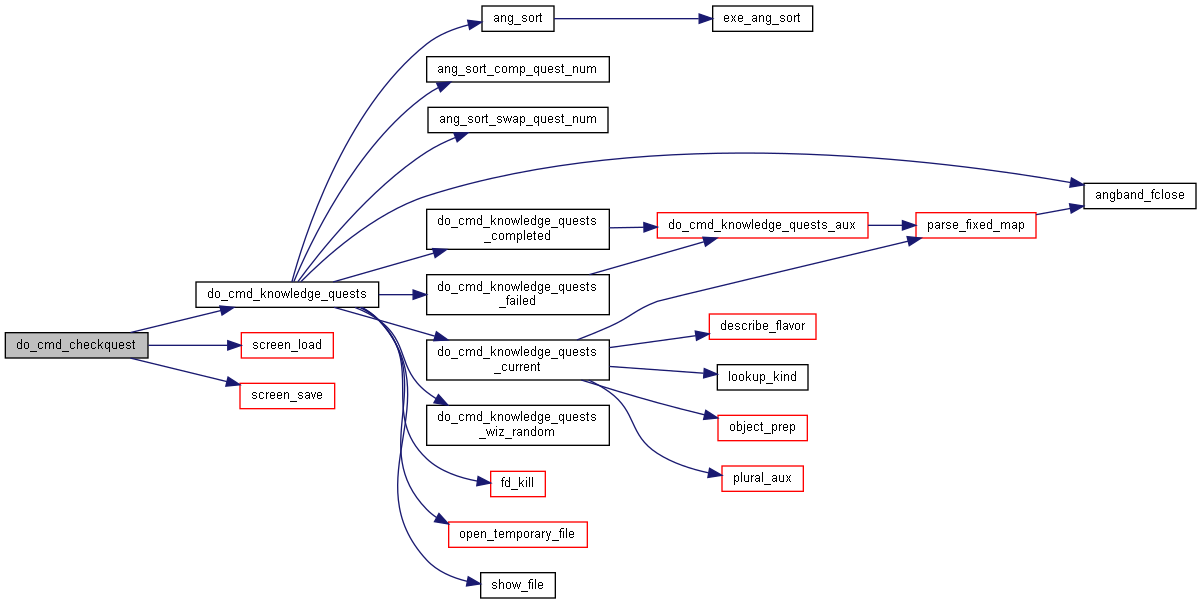 do_cmd_checkquest
do_cmd_knowledge_quests
screen_load
screen_save
ang_sort
exe_ang_sort
ang_sort_comp_quest_num
ang_sort_swap_quest_num
angband_fclose
do_cmd_knowledge_quests
_completed
do_cmd_knowledge_quests_aux
parse_fixed_map
do_cmd_knowledge_quests
_failed
do_cmd_knowledge_quests
_current
describe_flavor
lookup_kind
object_prep
plural_aux
do_cmd_knowledge_quests
_wiz_random
fd_kill
open_temporary_file
show_file